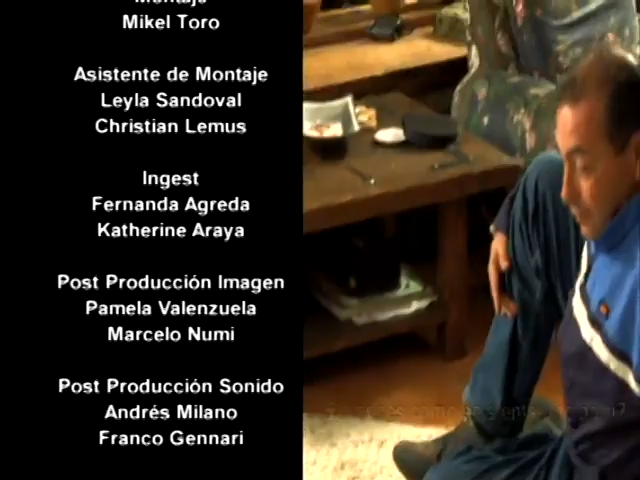 Montaje
Mikel Toro
Asistente de Montaje
Leyla Sandoval
Christian Lemus
Ingest
Fernanda Agreda
Katherine Araya
Post Producción Imagen
Pamela Valenzuela
Marcelo Numi
Post Producción Sonido
Andrés Milano
Franco Gennari